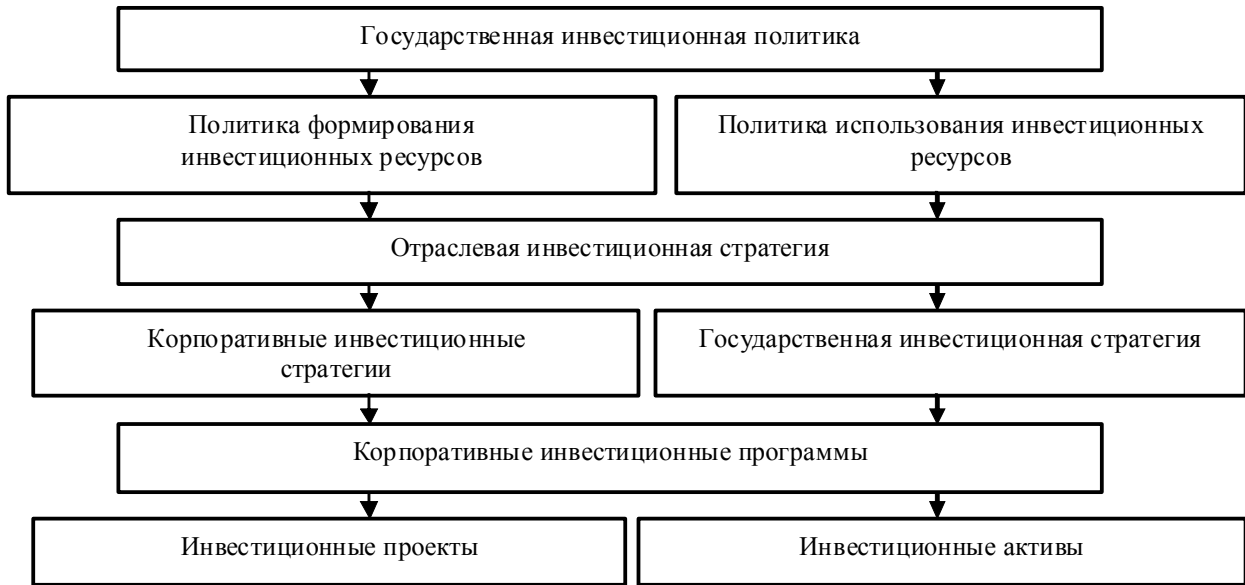 Государственная инвестиционная политика
Политика формирования
инвестиционных ресурсов
Политика использования инвестиционных
ресурсов
Отраслевая инвестиционная стратегия
Корпоративные инвестиционные
стратегии
Государственная инвестиционная стратегия
Корпоративные инвестиционные программы
Инвестиционные проекты
Инвестиционные активы